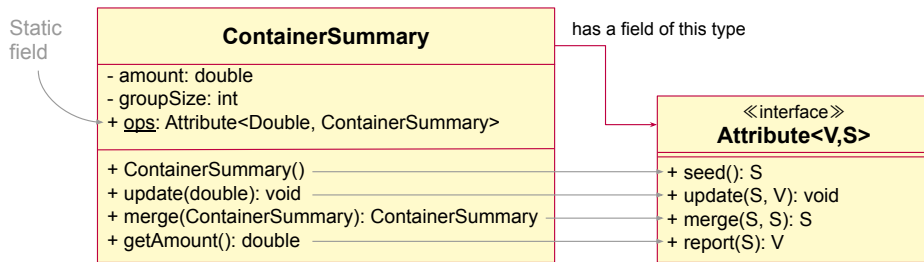 Static
field
ContainerSummary
- amount: double
- groupSize: int
+ ops: Attribute<Double, ContainerSummary>
+ ContainerSummary()
+ update(double): void
+ merge(ContainerSummary): ContainerSummary
+ getAmount(): double
has a field of this type
≪interface≫
Attribute<V,S>
+ seed(): S
+ update(S, V): void
+ merge(S, S): S
+ report(S): V